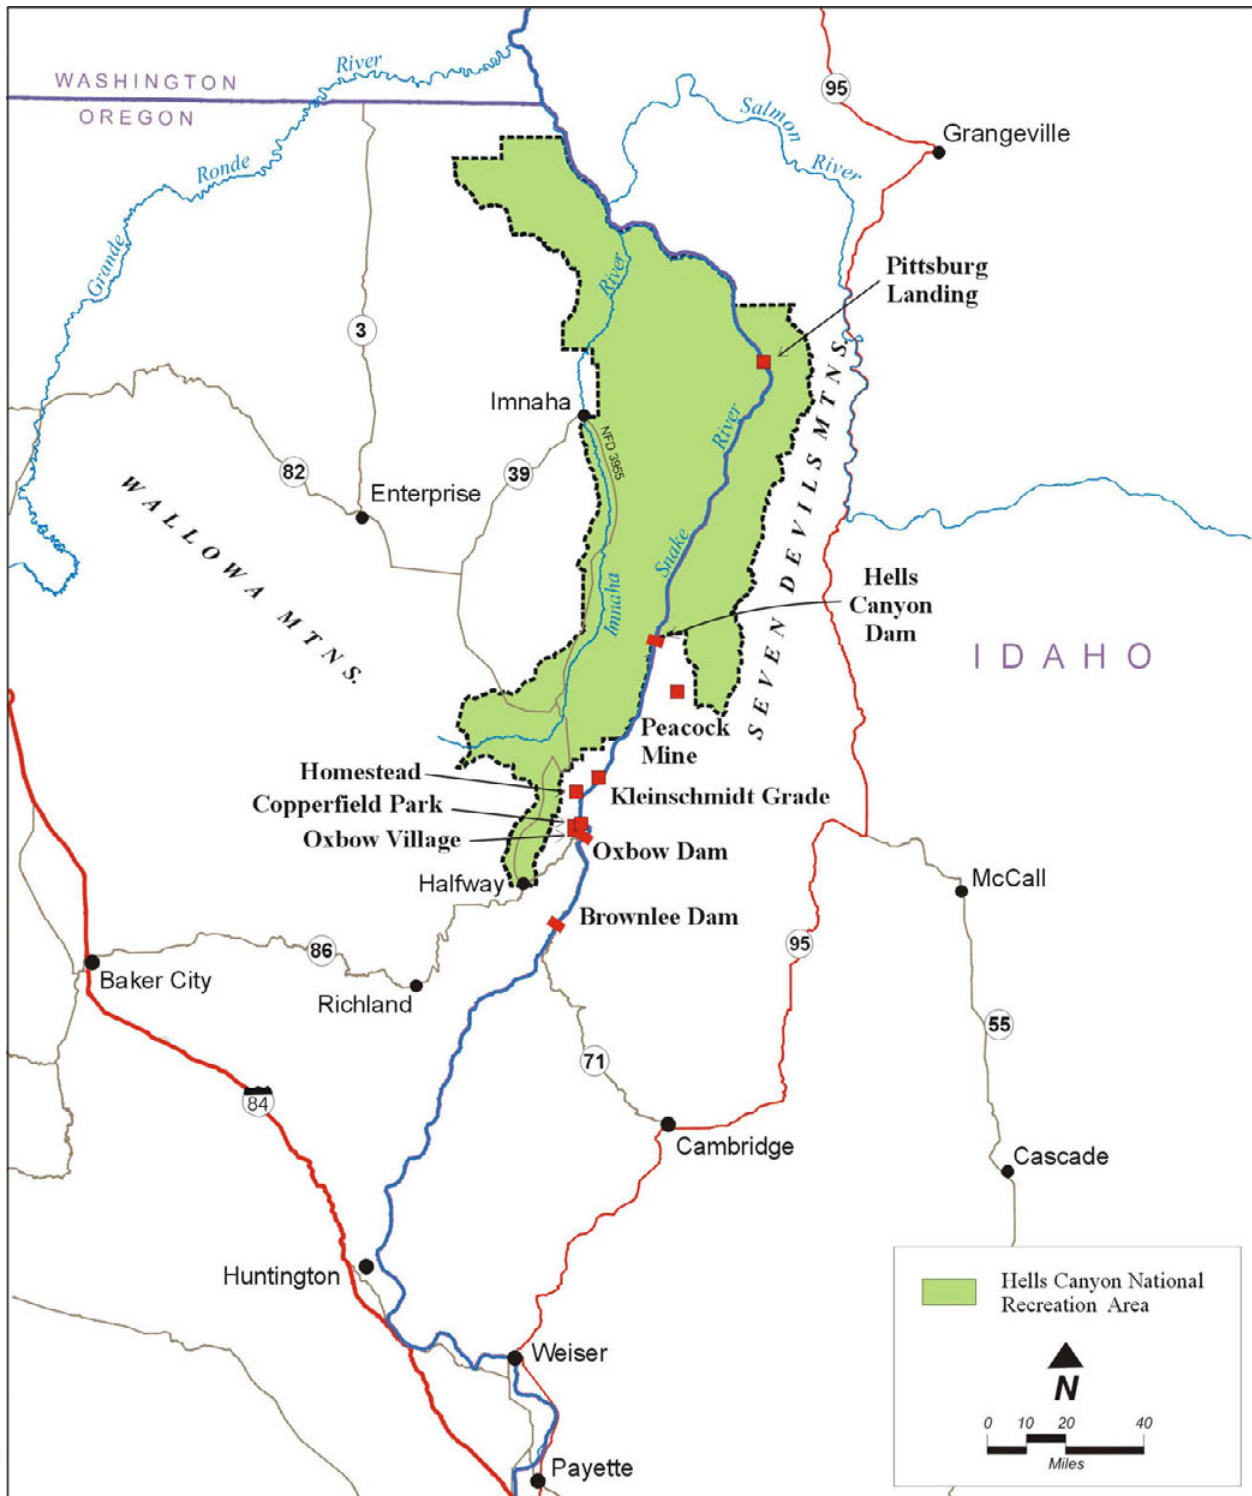 River
WASHINGTON
OREGON
95
Salmon
River
Grangeville
Ronde
Grande
River
Pittsburg
Landing
3
Imnaha
NFD 3965
River
82
39
Enterprise
WALLOWA MTNS.
Snake
Imnaha
SEVEN DEVILS MTNS.
Hells
Canyon
Dam
IDAHO
Peacock
Mine
Homestead
Kleinschmidt Grade
Copperfield Park
Oxbow Village
Oxbow Dam
Halfway
McCall
Brownlee Dam
86
95
Baker City
Richland
55
71
84
Cambridge
Cascade
Huntington
Hells Canyon National
Recreation Area
Weiser
N
0 10 20 40
Miles
Payette